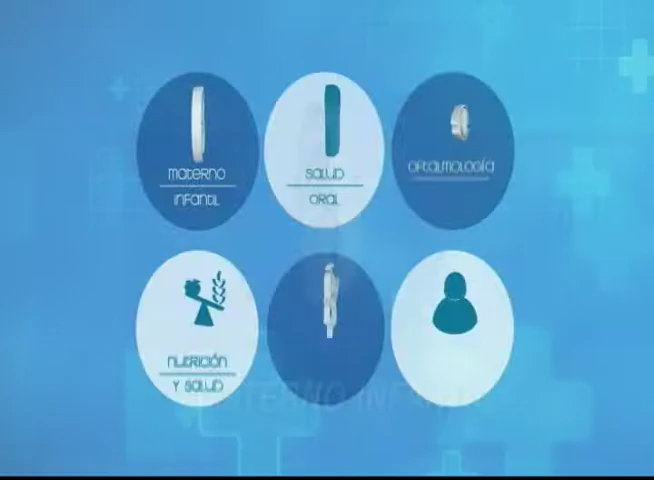 materno
infantil
salud
oral
oftalmología
nutrición
y salud